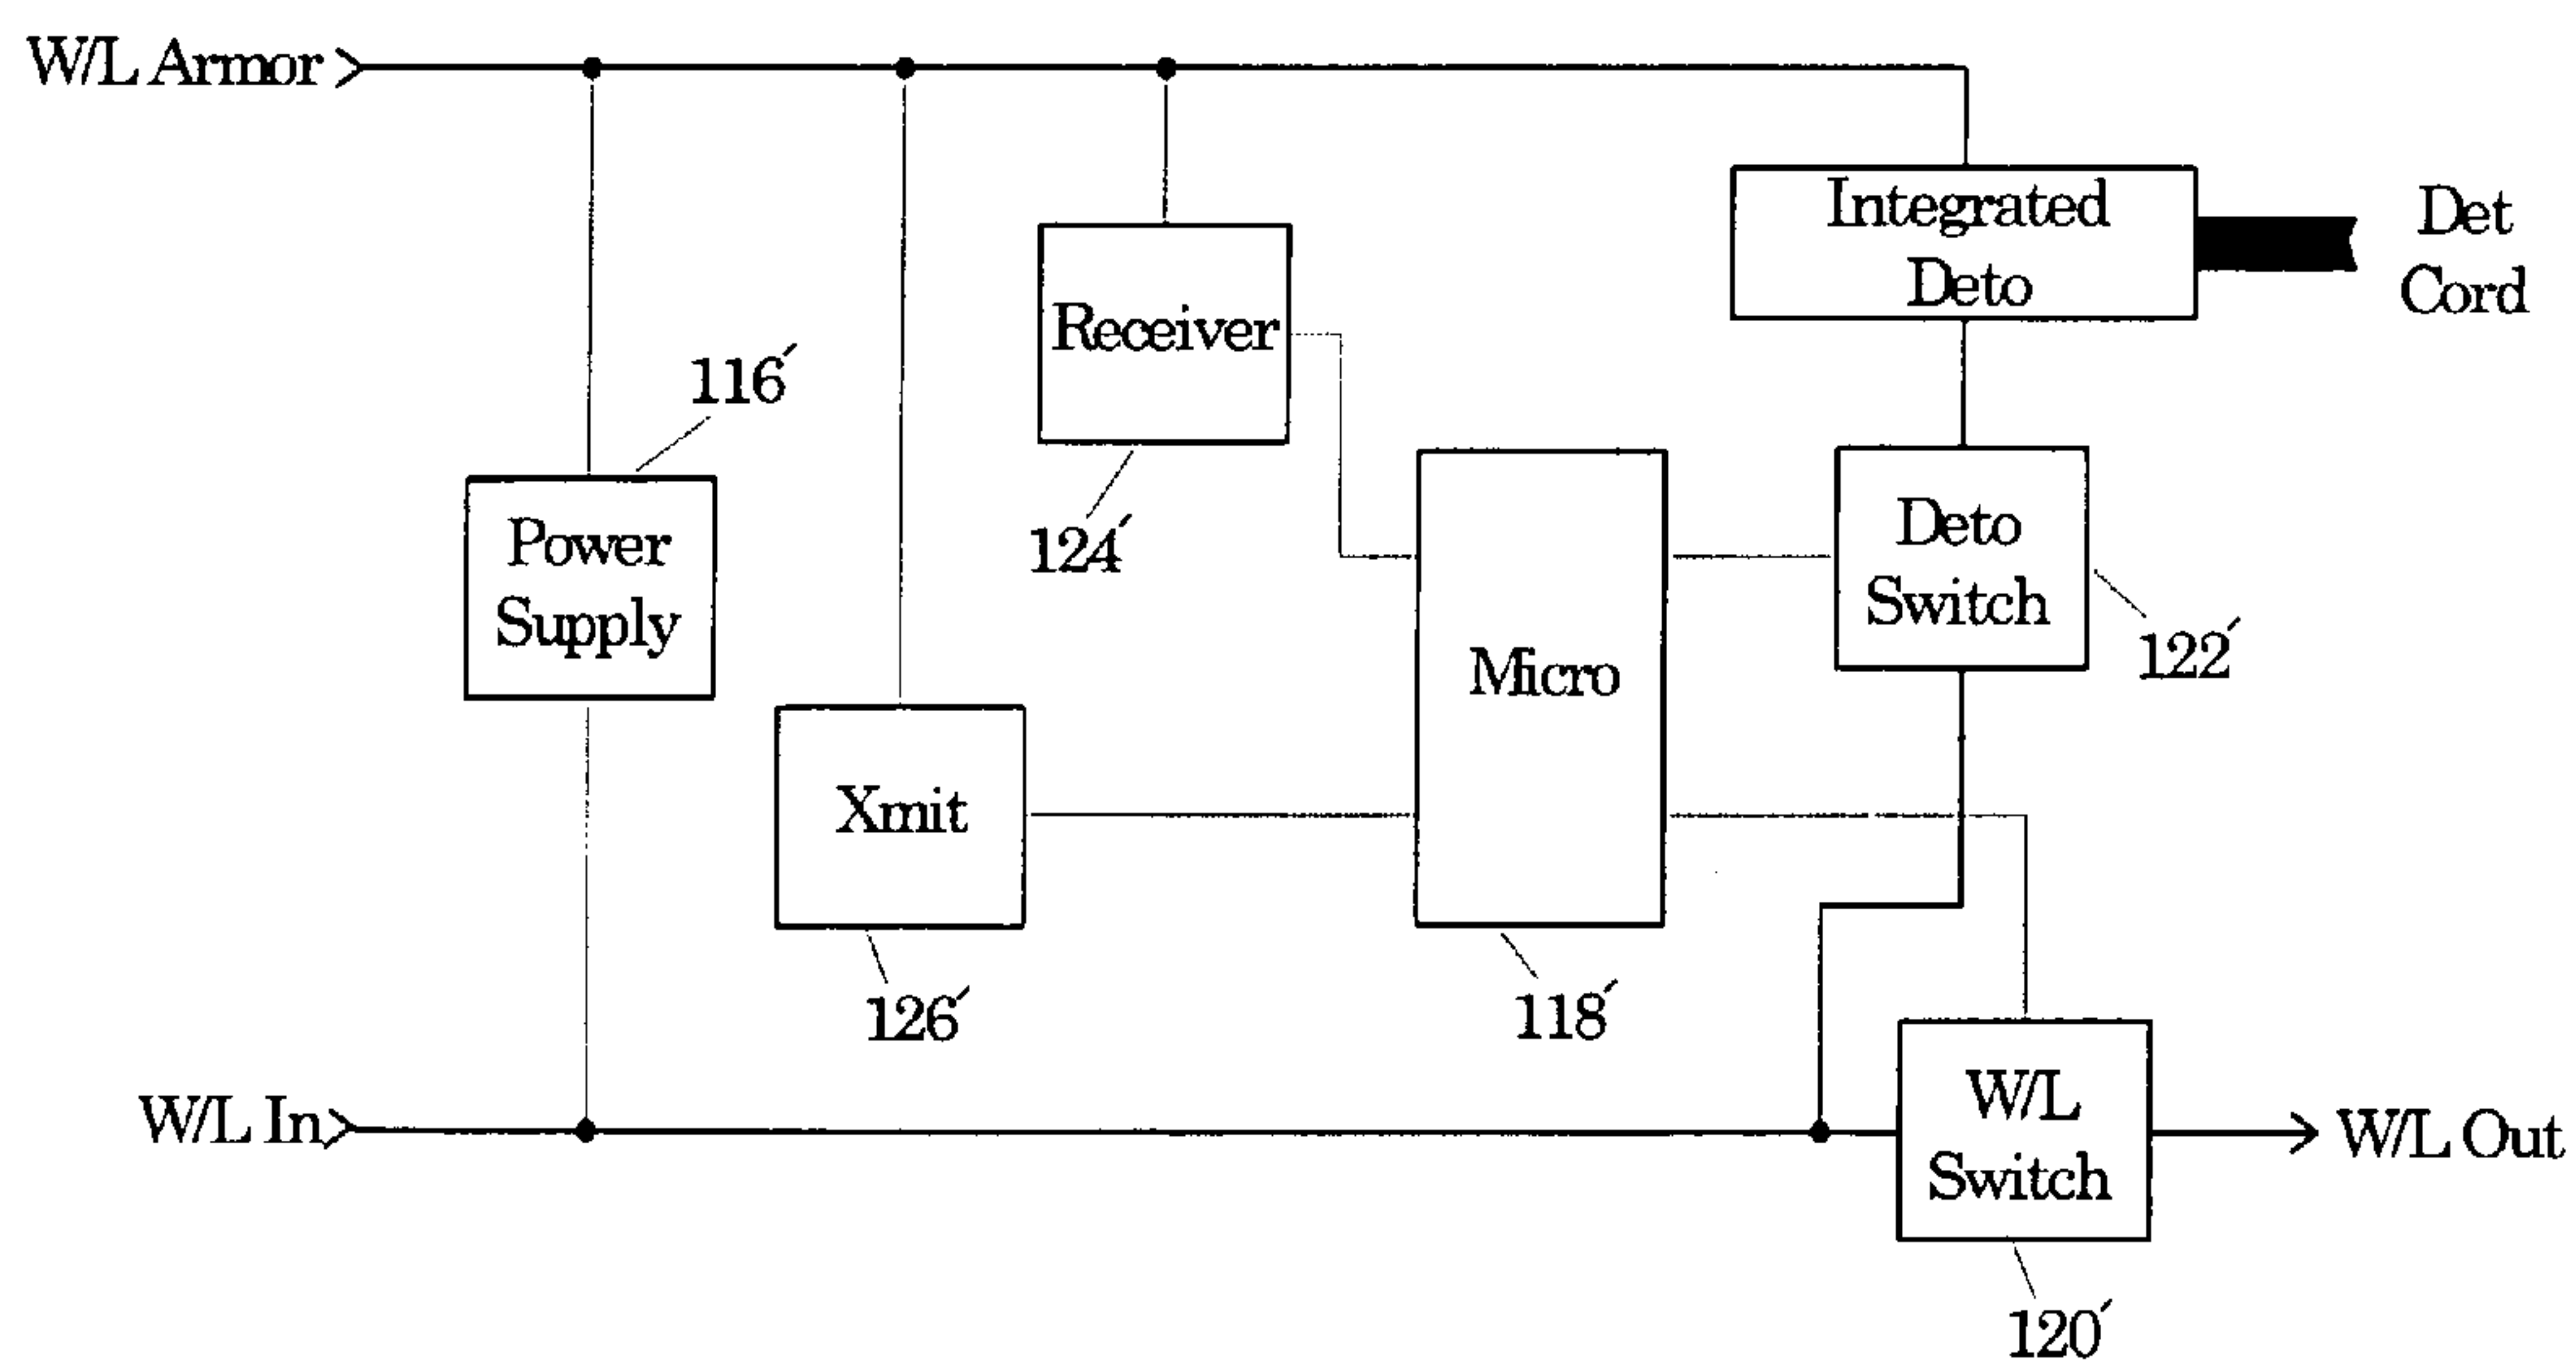 W/L Armor
Integrated
Deto
Det
Cord
Receiver
116′
124′
Power
Supply
Deto
Switch
122′
Micro
Xmit
126′
118′
W/L In
W/L
Switch
W/L Out
120′